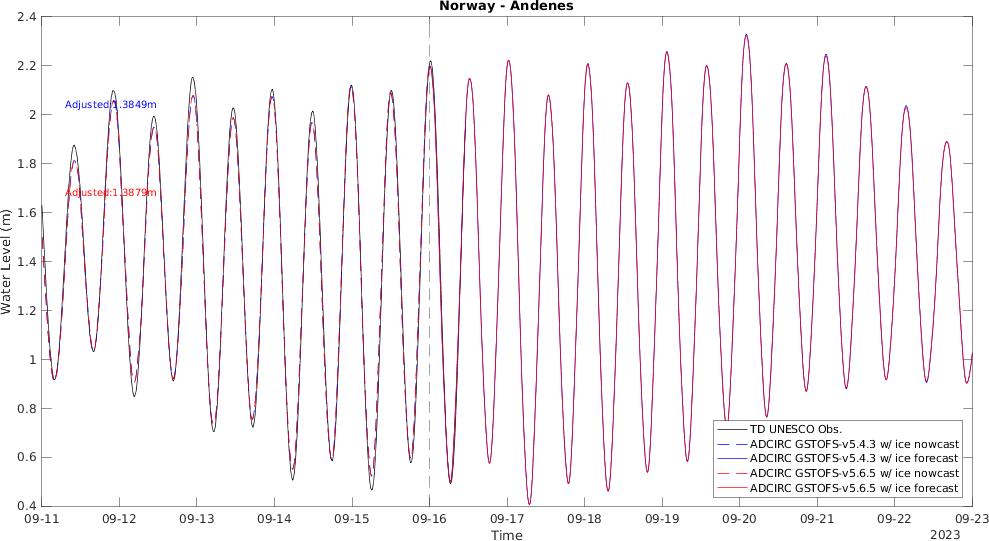 Norway - Andenes
2.4
2.2
2
1.8
1.6
1.4
1.2
1
0.8
0.6
0.4
Water Level (m)
Adjusted:1.3849m
Adjusted:1.3879m
TD UNESCO Obs.
ADCIRC GSTOFS-v5.4.3 w/ ice nowcast
ADCIRC GSTOFS-v5.4.3 w/ ice forecast
ADCIRC GSTOFS-v5.6.5 w/ ice nowcast
ADCIRC GSTOFS-v5.6.5 w/ ice forecast
09-11 09-12 09-13 09-14 09-15 09-16 09-17 09-18 09-19 09-20 09-21 09-22 09-23
Time
2023